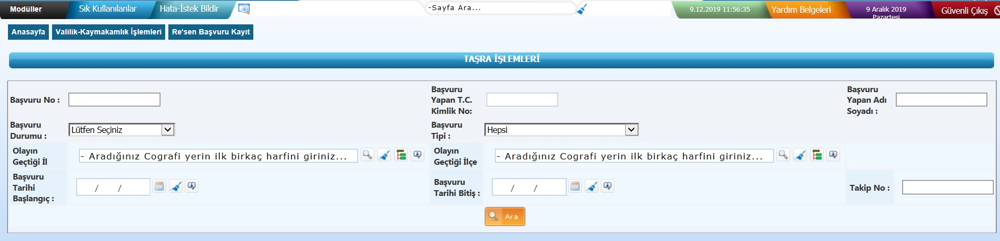 Modüller
Sık Kullanılanlar
Hata-İstek Bildir
-Sayfa Ara...
9.12.2019 11:56:35
Yardım Belgeleri
9 Aralık 2019
Pazartesi
Güvenli Çıkış
Anasayfa
Valilik-Kaymakamlık İşlemleri
Re'sen Başvuru Kayıt
TAŞRA İŞLEMLERİ
Başvuru No :
Başvuru
Yapan T.C.
Kimlik No:
Başvuru
Yapan Adı
Soyadı :
Başvuru
Durumu :
Lütfen Seçiniz
Başvuru
Tipi :
Hepsi
Olayın
Geçtiği İl
- Aradığınız Cografi yerin ilk birkaç harfini giriniz...
Olayın
Geçtiği İlçe
- Aradığınız Cografi yerin ilk birkaç harfini giriniz...
Başvuru
Tarihi
Başlangıç :
/ /
Başvuru
Tarihi Bitiş :
/ /
Takip No :
Ara